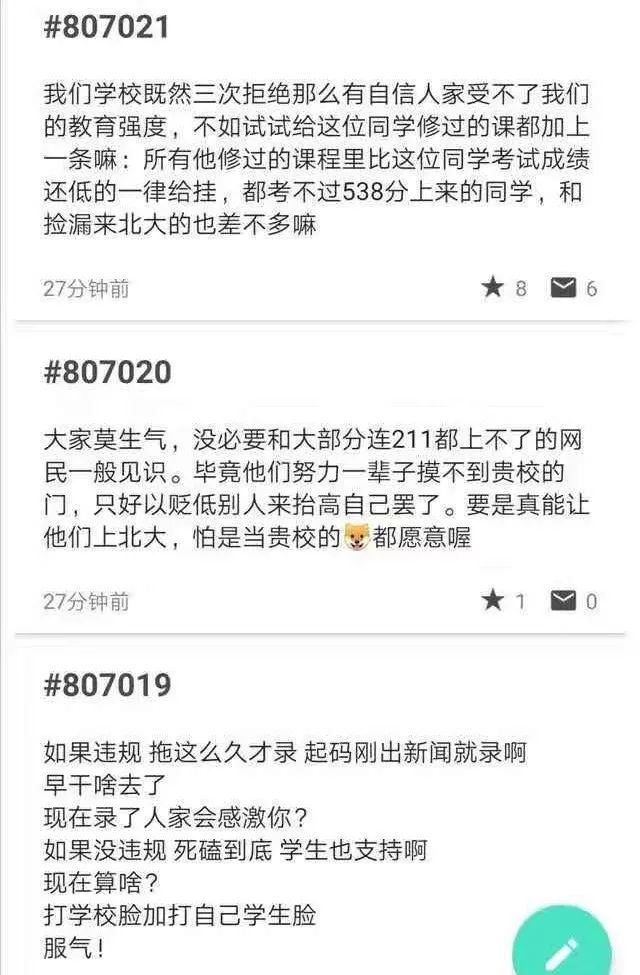 #807021
我们学校既然三次拒绝那么有自信人家受不了我们
的教育强度，不如试试给这位同学修过的课都加上
一条嘛：所有他修过的课程里比这位同学考试成绩
还低的一律给挂，都考不过538分上来的同学，和
捡漏来北大的也差不多嘛
27分钟前 ★ 8 6
#807020
大家莫生气，没必要和大部分连211都上不了的网
民一般见识。毕竟他们努力一辈子摸不到贵校的
门，只好以贬低别人来抬高自己罢了。要是真能让
他们上北大，怕是当贵校的🐶都愿意喔
27分钟前 ★ 1 0
#807019
如果违规 拖这么久才录 起码刚出新闻就录啊
早干啥去了
现在录了人家会感激你？
如果没违规 死磕到底 学生也支持啊
现在算啥？
打学校脸加打自己学生脸
服气！